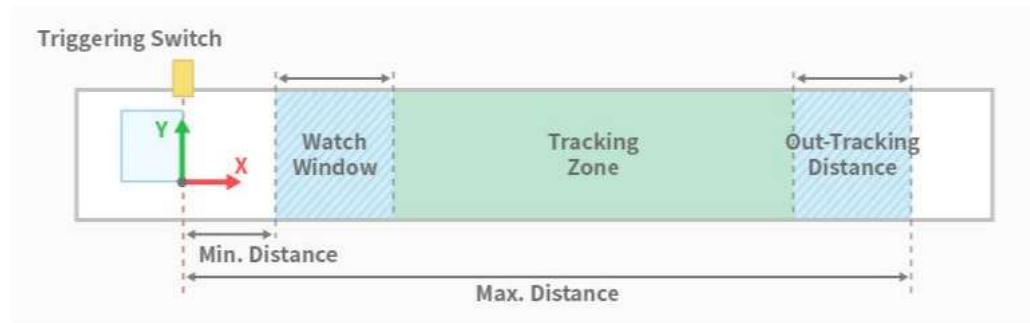 Triggering Switch
Y
X
Watch
Window
Tracking
Zone
Out-Tracking
Distance
Min. Distance
Max. Distance